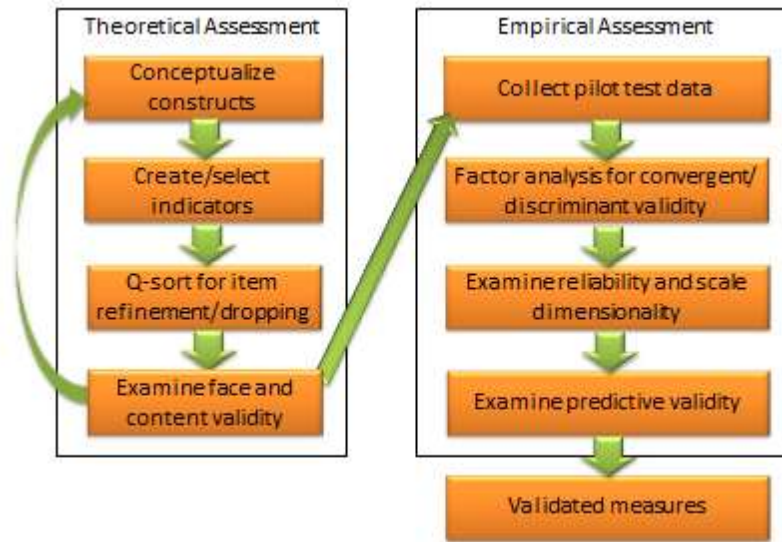 Theoretical Assessment
Conceptualize
constructs
Create/select
indicators
Q-sort for item
refinement/dropping
Examine face and
content validity
Empirical Assessment
Collect pilot test data
Factor analysis for convergent/
discriminant validity
Examine reliability and scale
dimensionality
Examine predictive validity
Validated measures